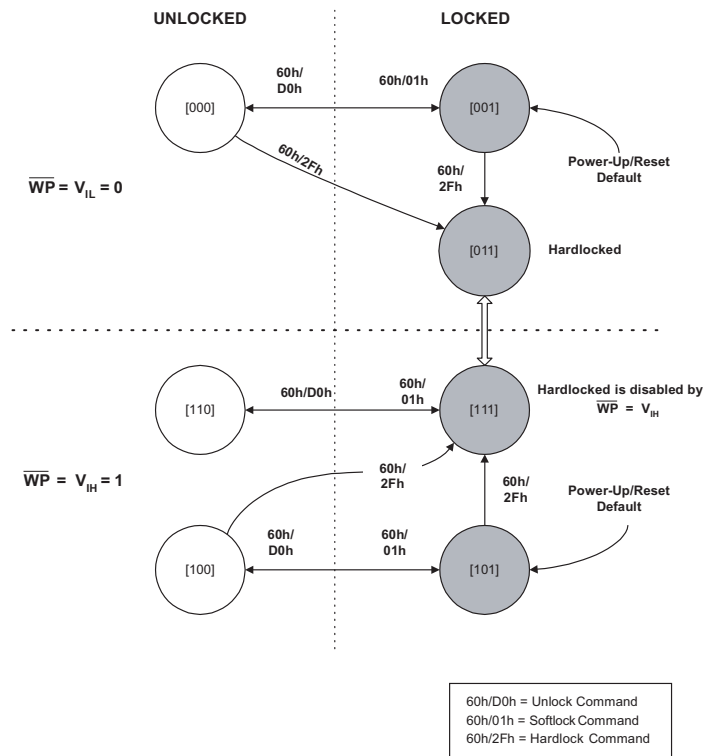 UNLOCKED
LOCKED
60h/
D0h
60h/01h
[000]
[001]
60h/2Fh
60h/
2Fh
Power-Up/Reset
Default
WP = VIL = 0
[011]
Hardlocked
60h/D0h
60h/
01h
[110]
[111]
Hardlocked is disabled by
WP = VIH
WP = VIH = 1
60h/
2Fh
60h/
2Fh
Power-Up/Reset
Default
60h/
D0h
60h/
01h
[100]
[101]
60h/D0h = Unlock Command
60h/01h = Softlock Command
60h/2Fh = Hardlock Command